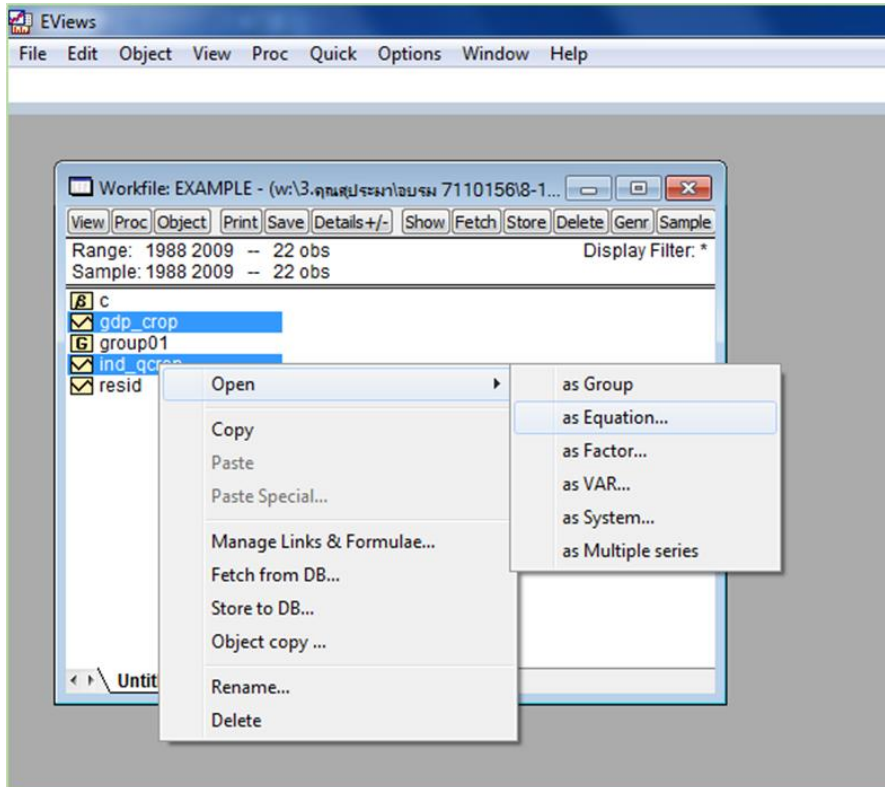 EViews
File Edit Object View Proc Quick Options Window Help
Workfile: EXAMPLE - (w:\3.คุณสุประมา\อบรม 7110156\8-1...
View Proc Object Print Save Details+/- Show Fetch Store Delete Genr Sample
Range: 1988 2009 -- 22 obs Display Filter: *
Sample: 1988 2009 -- 22 obs
c
gdp_crop
G group01
ind_qcrop
resid
Open
Copy
Paste
Paste Special...
Manage Links & Formulae...
Fetch from DB...
Store to DB...
Object copy ...
Rename...
Delete
as Group
as Equation...
as Factor...
as VAR...
as System...
as Multiple series
Untit